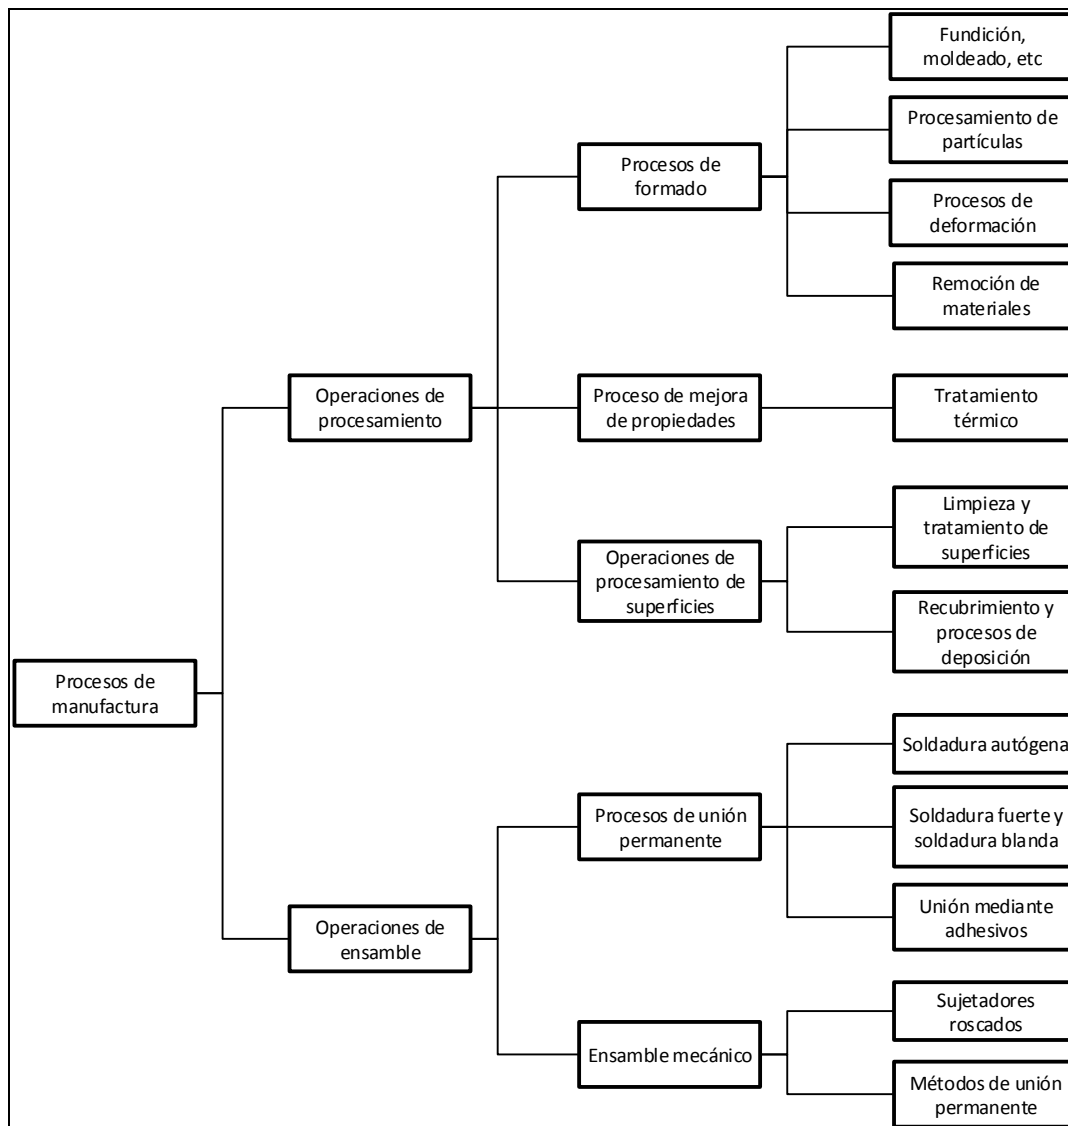 Fundición,
moldeado, etc
Procesamiento de
partículas
Procesos de
formado
Procesos de
deformación
Remoción de
materiales
Operaciones de
procesamiento
Proceso de mejora
de propiedades
Tratamiento
térmico
Limpieza y
tratamiento de
superficies
Operaciones de
procesamiento de
superficies
Recubrimiento y
procesos de
deposición
Procesos de
manufactura
Soldadura autógena
Procesos de unión
permanente
Soldadura fuerte y
soldadura blanda
Unión mediante
adhesivos
Operaciones de
ensamble
Sujetadores
roscados
Ensamble mecánico
Métodos de unión
permanente